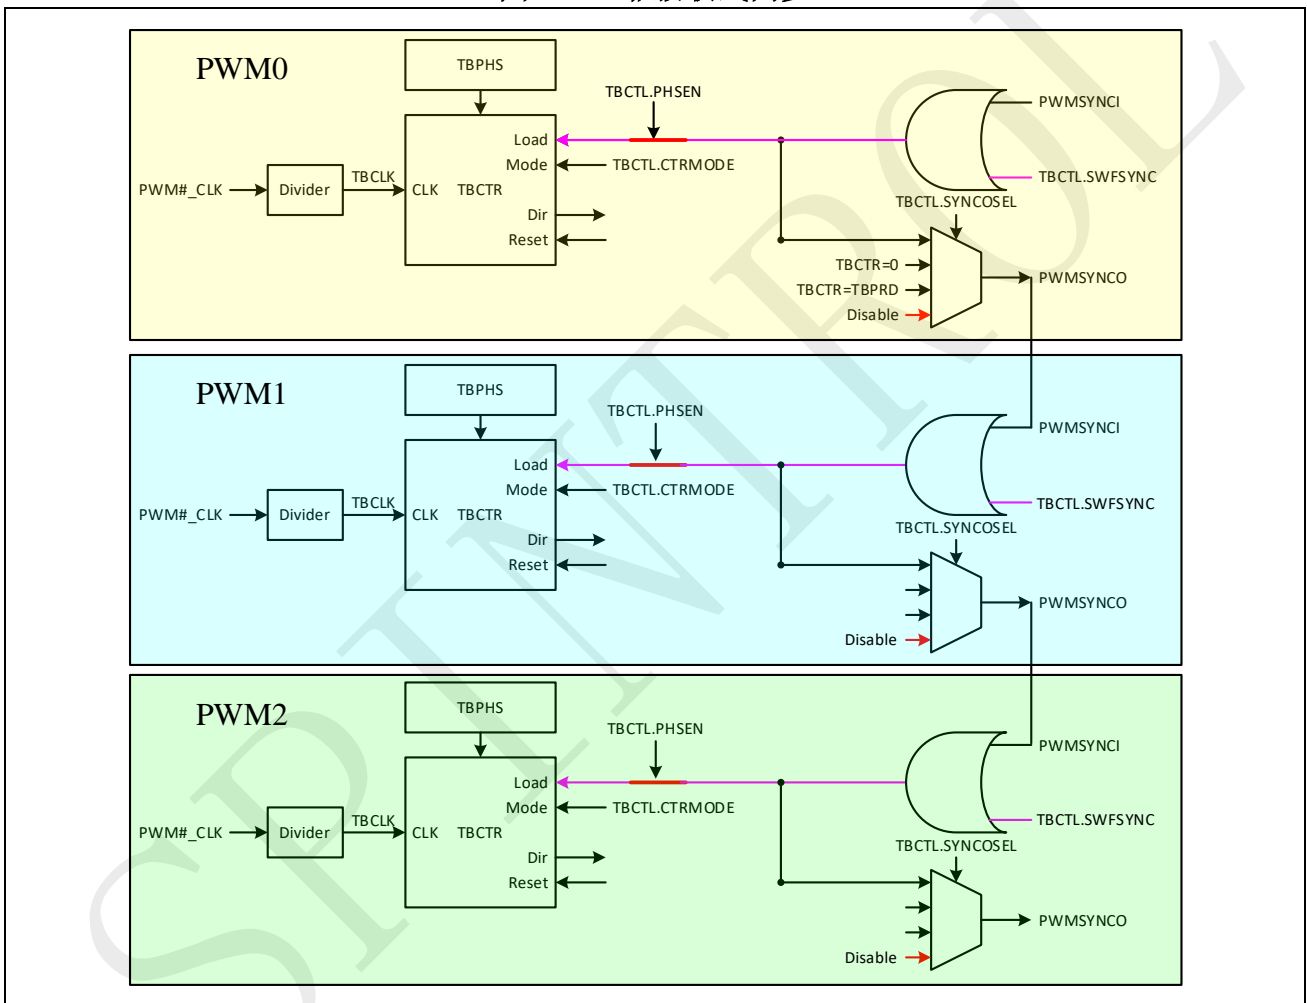 PWM0
TBPHS
TBCTL.PHSEN
PWMSYNCI
Load
Mode
TBCTL.CTRMODE
TBCTL.SWFSYNC
PWM#_CLK
Divider
TBCLK
CLK
TBCTR
Dir
Reset
TBCTL.SYNCOSEL
TBCTR=0
TBCTR=TBPRD
Disable
PWMSYNCO
PWM1
TBPHS
TBCTL.PHSEN
PWMSYNCI
Load
Mode
TBCTL.CTRMODE
TBCTL.SWFSYNC
PWM#_CLK
Divider
TBCLK
CLK
TBCTR
Dir
Reset
TBCTL.SYNCOSEL
Disable
PWMSYNCO
PWM2
TBPHS
TBCTL.PHSEN
PWMSYNCI
Load
Mode
TBCTL.CTRMODE
TBCTL.SWFSYNC
PWM#_CLK
Divider
TBCLK
CLK
TBCTR
Dir
Reset
TBCTL.SYNCOSEL
Disable
PWMSYNCO
SPINTROL